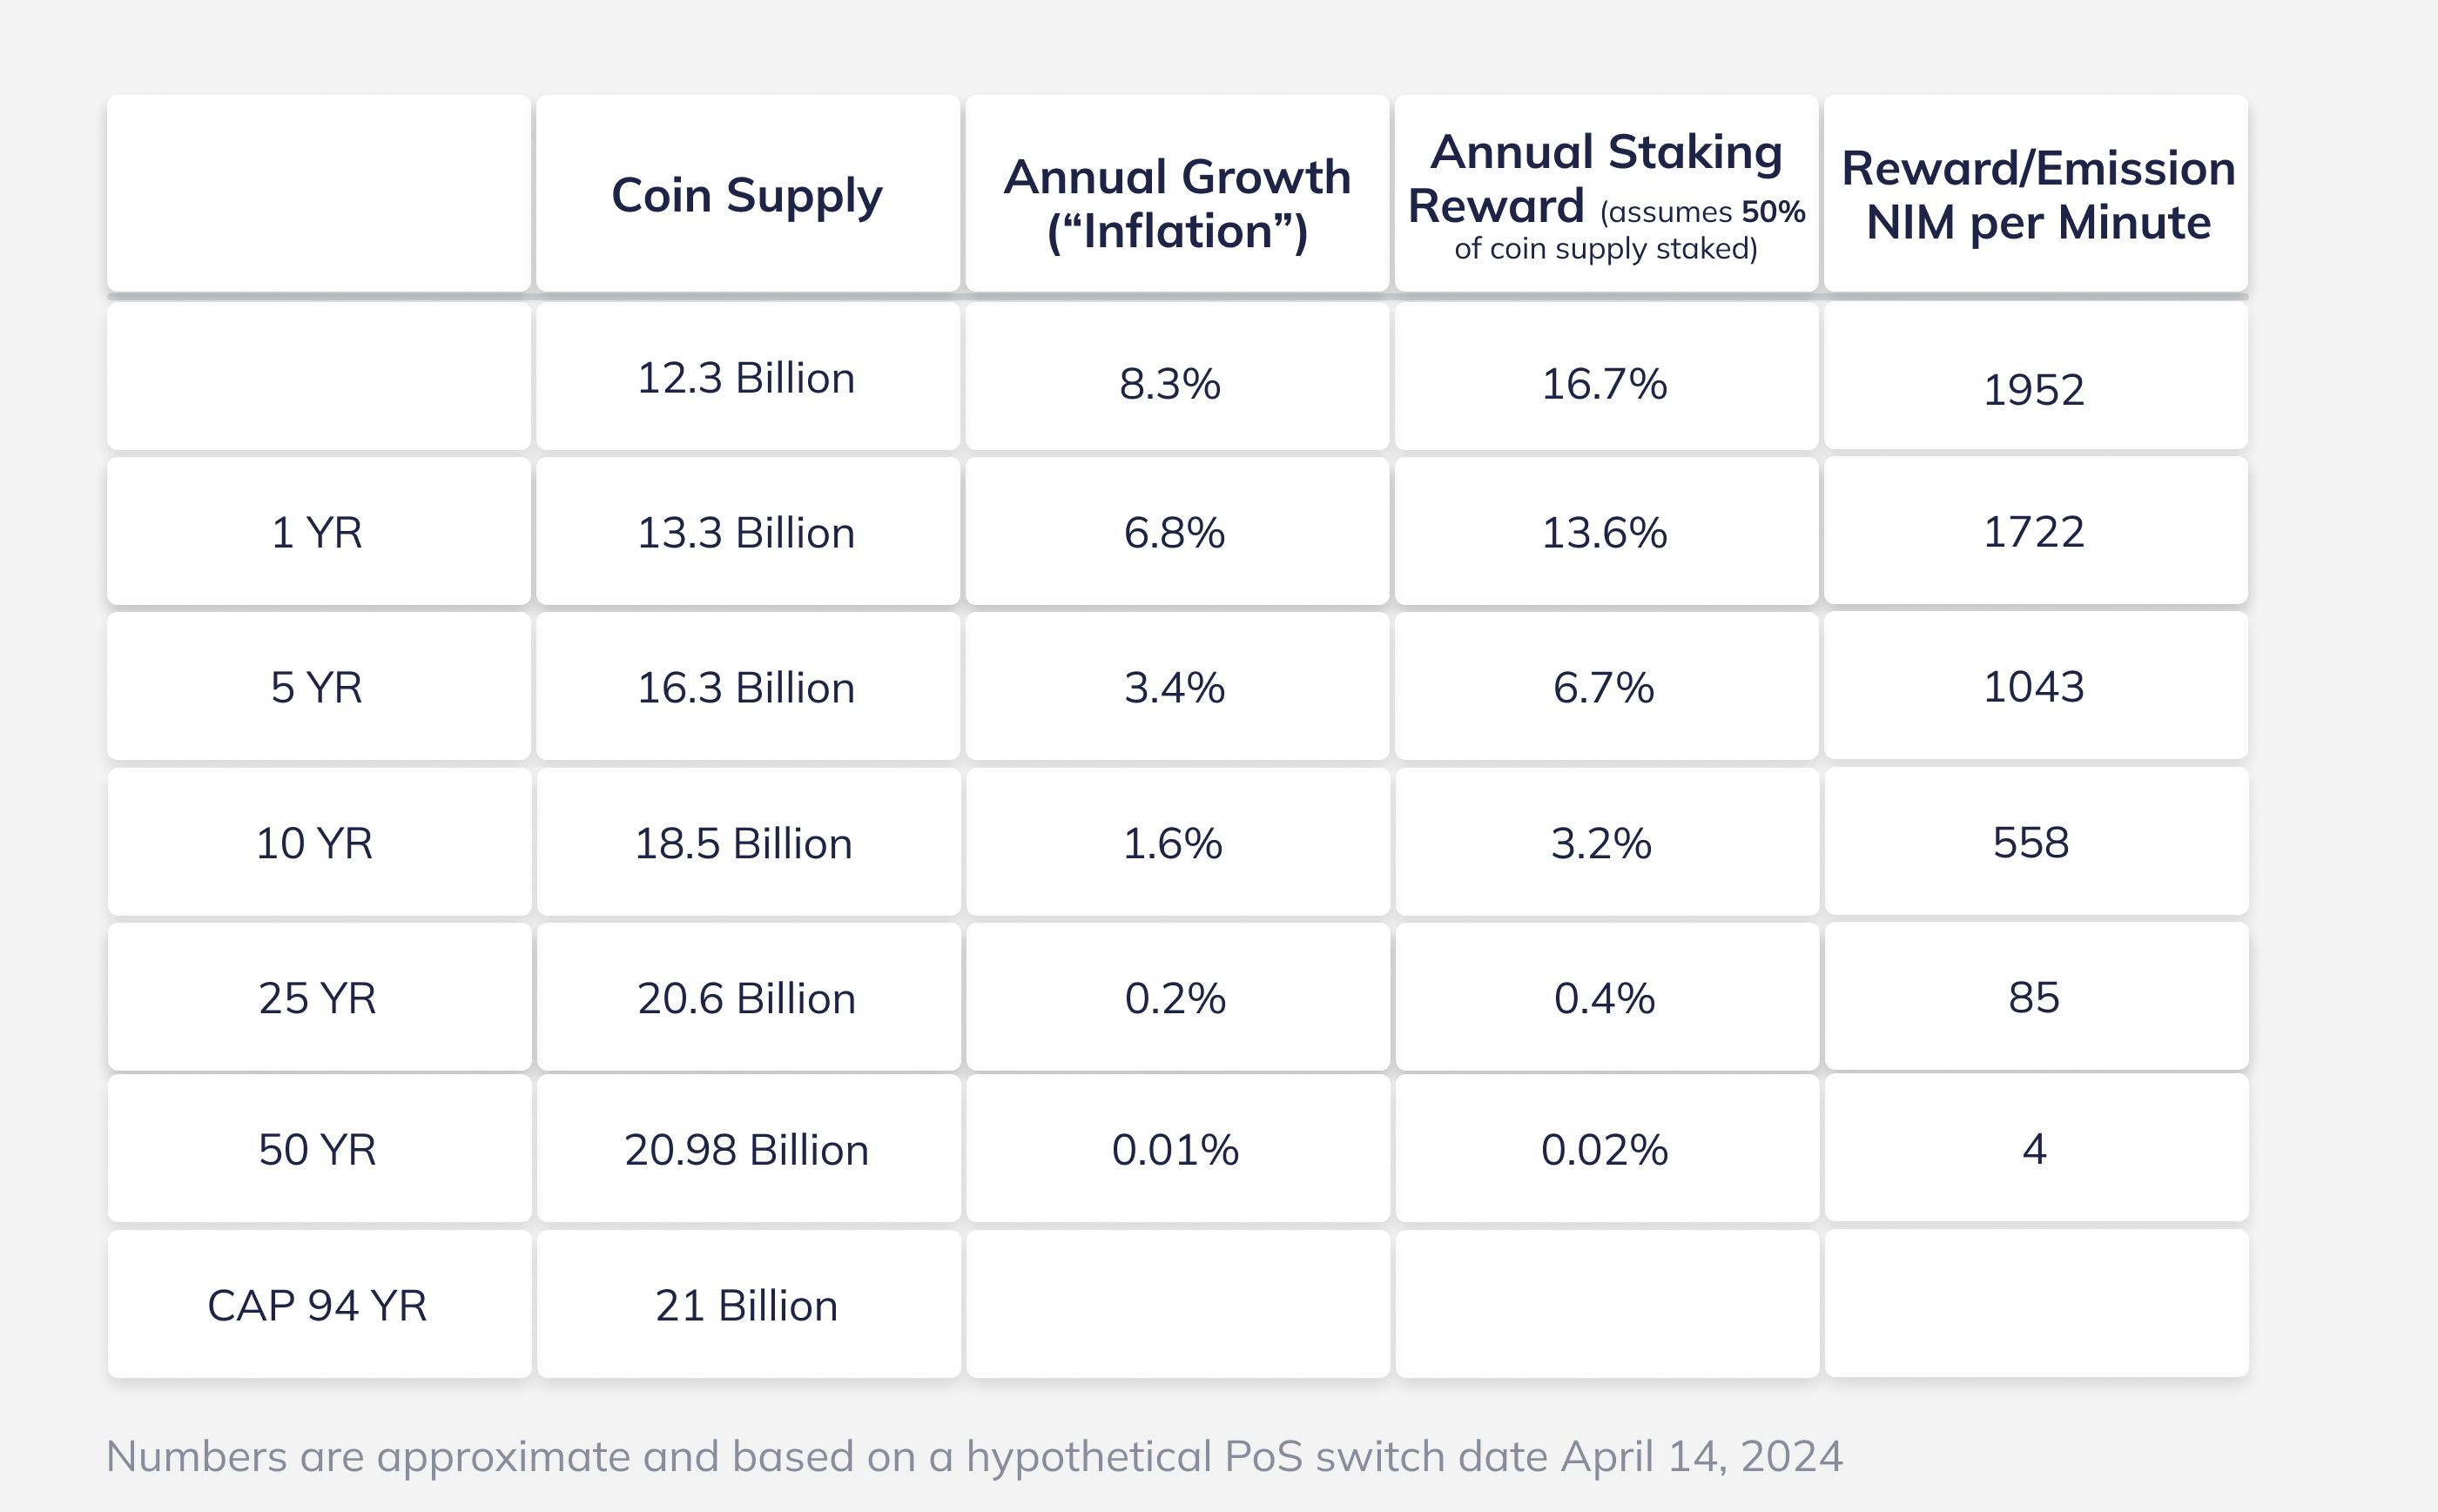 Coin Supply
Annual Growth
(“Inflation”)
Annual Staking
Reward (assumes 50%
of coin supply staked)
Reward/Emission
NIM per Minute
12.3 Billion
8.3%
16.7%
1952
1 YR
13.3 Billion
6.8%
13.6%
1722
5 YR
16.3 Billion
3.4%
6.7%
1043
10 YR
18.5 Billion
1.6%
3.2%
558
25 YR
20.6 Billion
0.2%
0.4%
85
50 YR
20.98 Billion
0.01%
0.02%
4
CAP 94 YR
21 Billion
Numbers are approximate and based on a hypothetical PoS switch date April 14, 2024